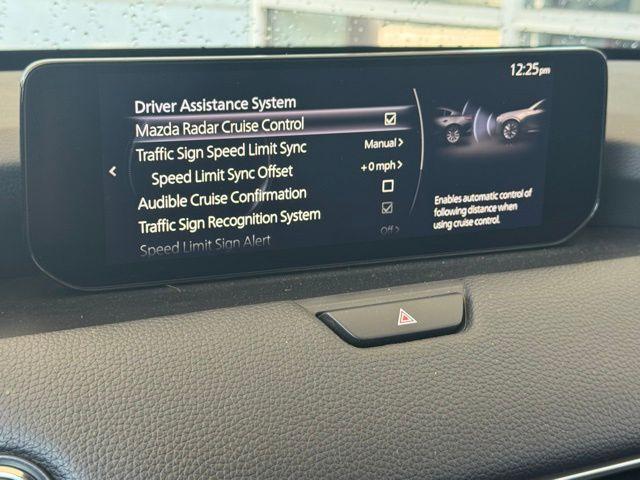 12:25pm
Driver Assistance System
Mazda Radar Cruise Control
Traffic Sign Speed Limit Sync Manual
Speed Limit Sync Offset +0 mph
Audible Cruise Confirmation
Traffic Sign Recognition System
Speed Limit Sign Alert Off
Enables automatic control of
following distance when
using cruise control.